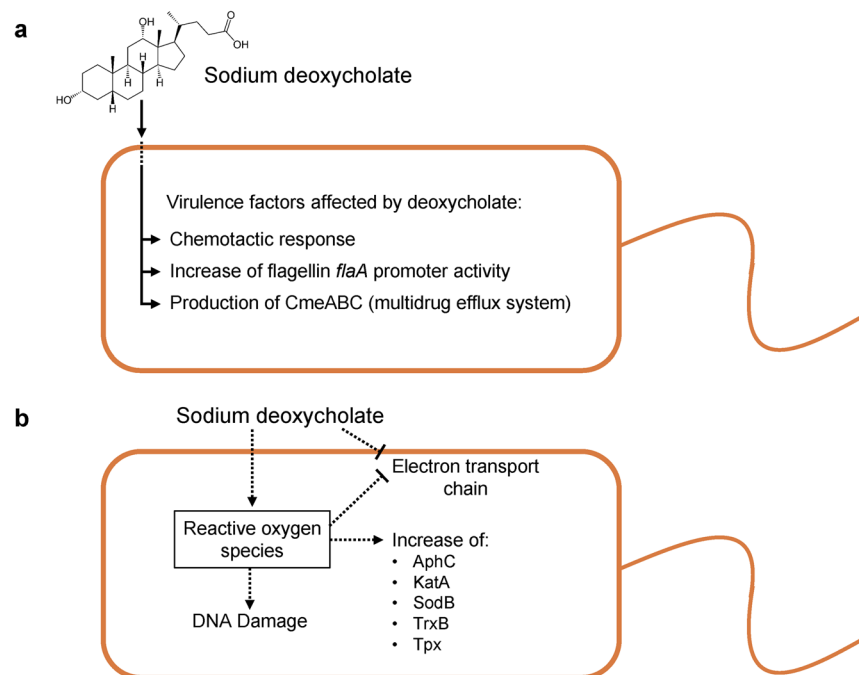 a
OH
O
OH
H
H
H
H
HO
H
Sodium deoxycholate
Virulence factors affected by deoxycholate:
Chemotactic response
Increase of flagellin flaA promoter activity
Production of CmeABC (multidrug efflux system)
b
Sodium deoxycholate
Electron transport
chain
Reactive oxygen
species
Increase of:
• AphC
• KatA
• SodB
• TrxB
• Tpx
DNA Damage